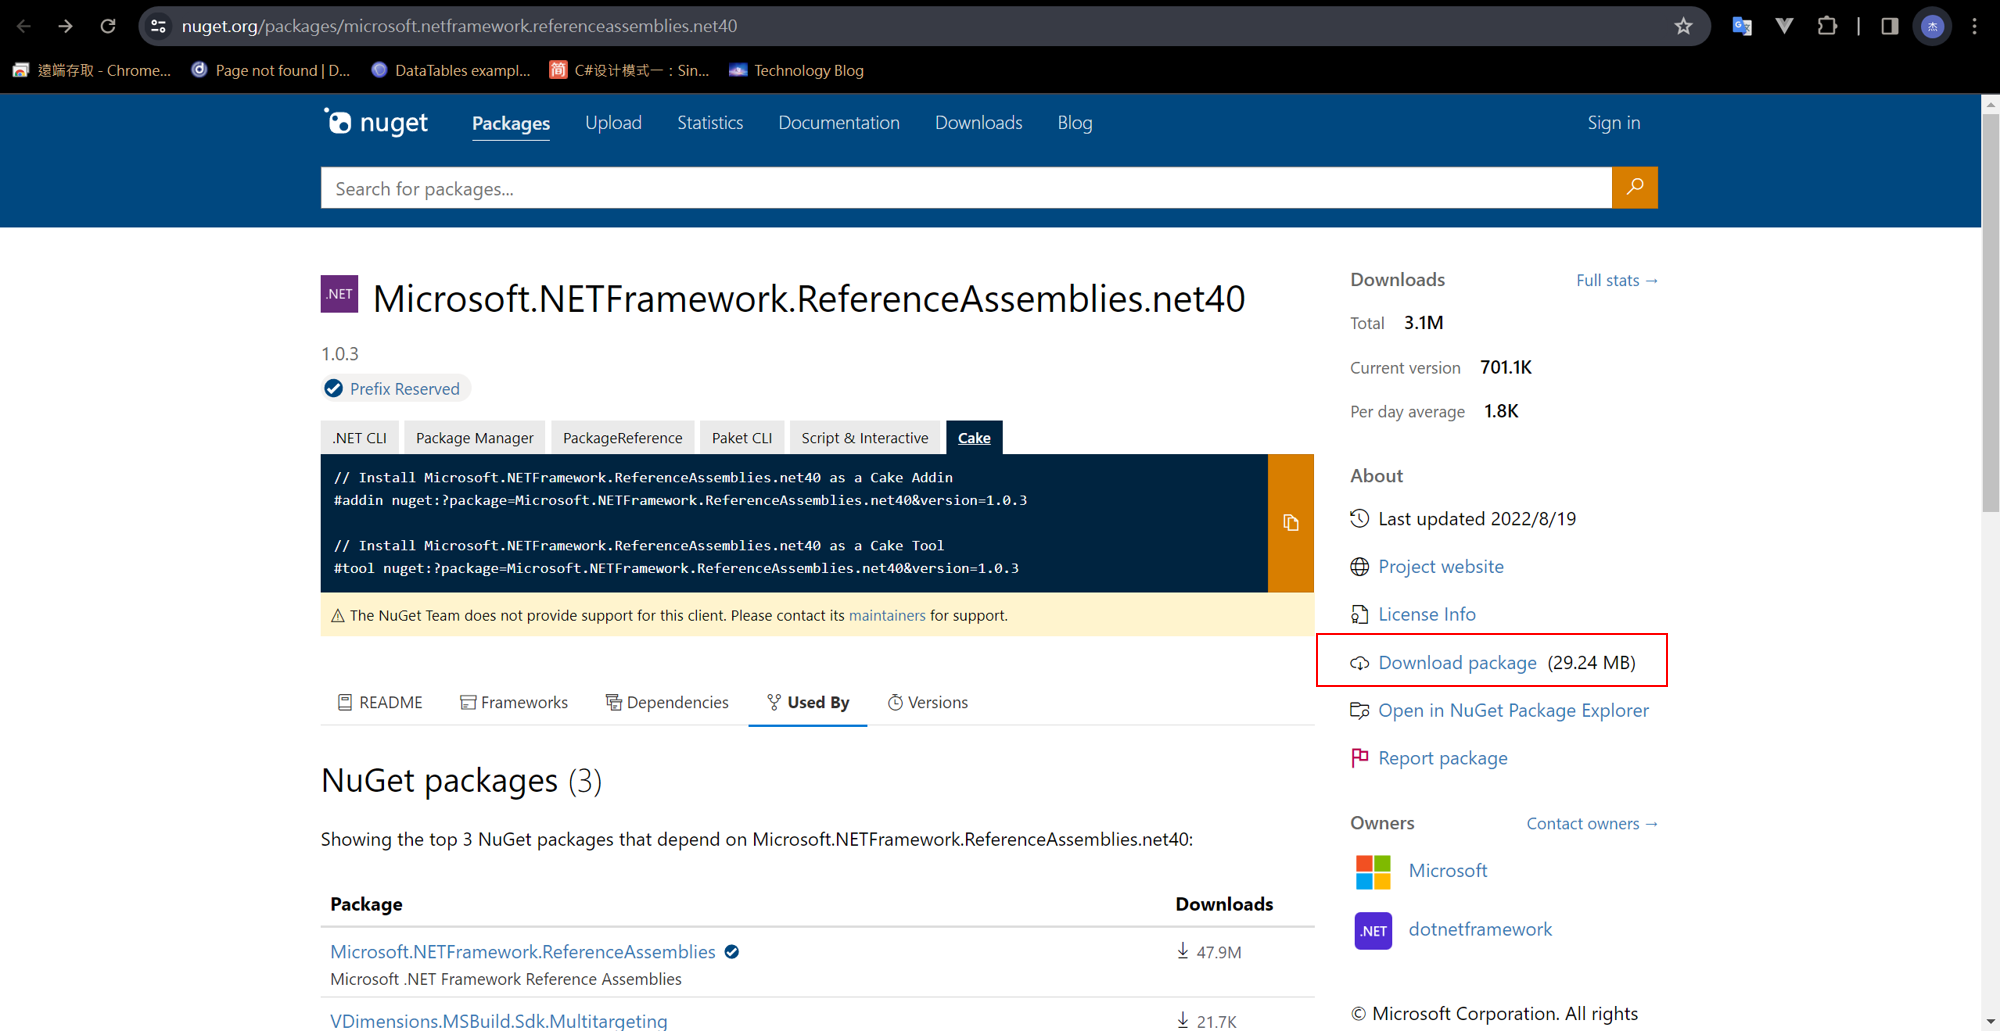 nuget.org/packages/microsoft.netframework.referenceassemblies.net40
杰
遠端存取 - Chrome...
Page not found | D...
DataTables exampl...
简
C#设计模式一：Sin...
Technology Blog
nuget
Packages
Upload
Statistics
Documentation
Downloads
Blog
Sign in
Search for packages...
.NET
Microsoft.NETFramework.ReferenceAssemblies.net40
1.0.3
Prefix Reserved
.NET CLI
Package Manager
PackageReference
Paket CLI
Script & Interactive
Cake
// Install Microsoft.NETFramework.ReferenceAssemblies.net40 as a Cake Addin
#addin nuget:?package=Microsoft.NETFramework.ReferenceAssemblies.net40&version=1.0.3
// Install Microsoft.NETFramework.ReferenceAssemblies.net40 as a Cake Tool
#tool nuget:?package=Microsoft.NETFramework.ReferenceAssemblies.net40&version=1.0.3
The NuGet Team does not provide support for this client. Please contact its maintainers for support.
README
Frameworks
Dependencies
Used By
Versions
NuGet packages (3)
Showing the top 3 NuGet packages that depend on Microsoft.NETFramework.ReferenceAssemblies.net40:
Package
Downloads
Microsoft.NETFramework.ReferenceAssemblies
47.9M
Microsoft .NET Framework Reference Assemblies
VDimensions.MSBuild.Sdk.Multitargeting
21.7K
Downloads
Full stats →
Total 3.1M
Current version 701.1K
Per day average 1.8K
About
Last updated 2022/8/19
Project website
License Info
Download package (29.24 MB)
Open in NuGet Package Explorer
Report package
Owners
Contact owners →
Microsoft
.NET
dotnetframework
© Microsoft Corporation. All rights